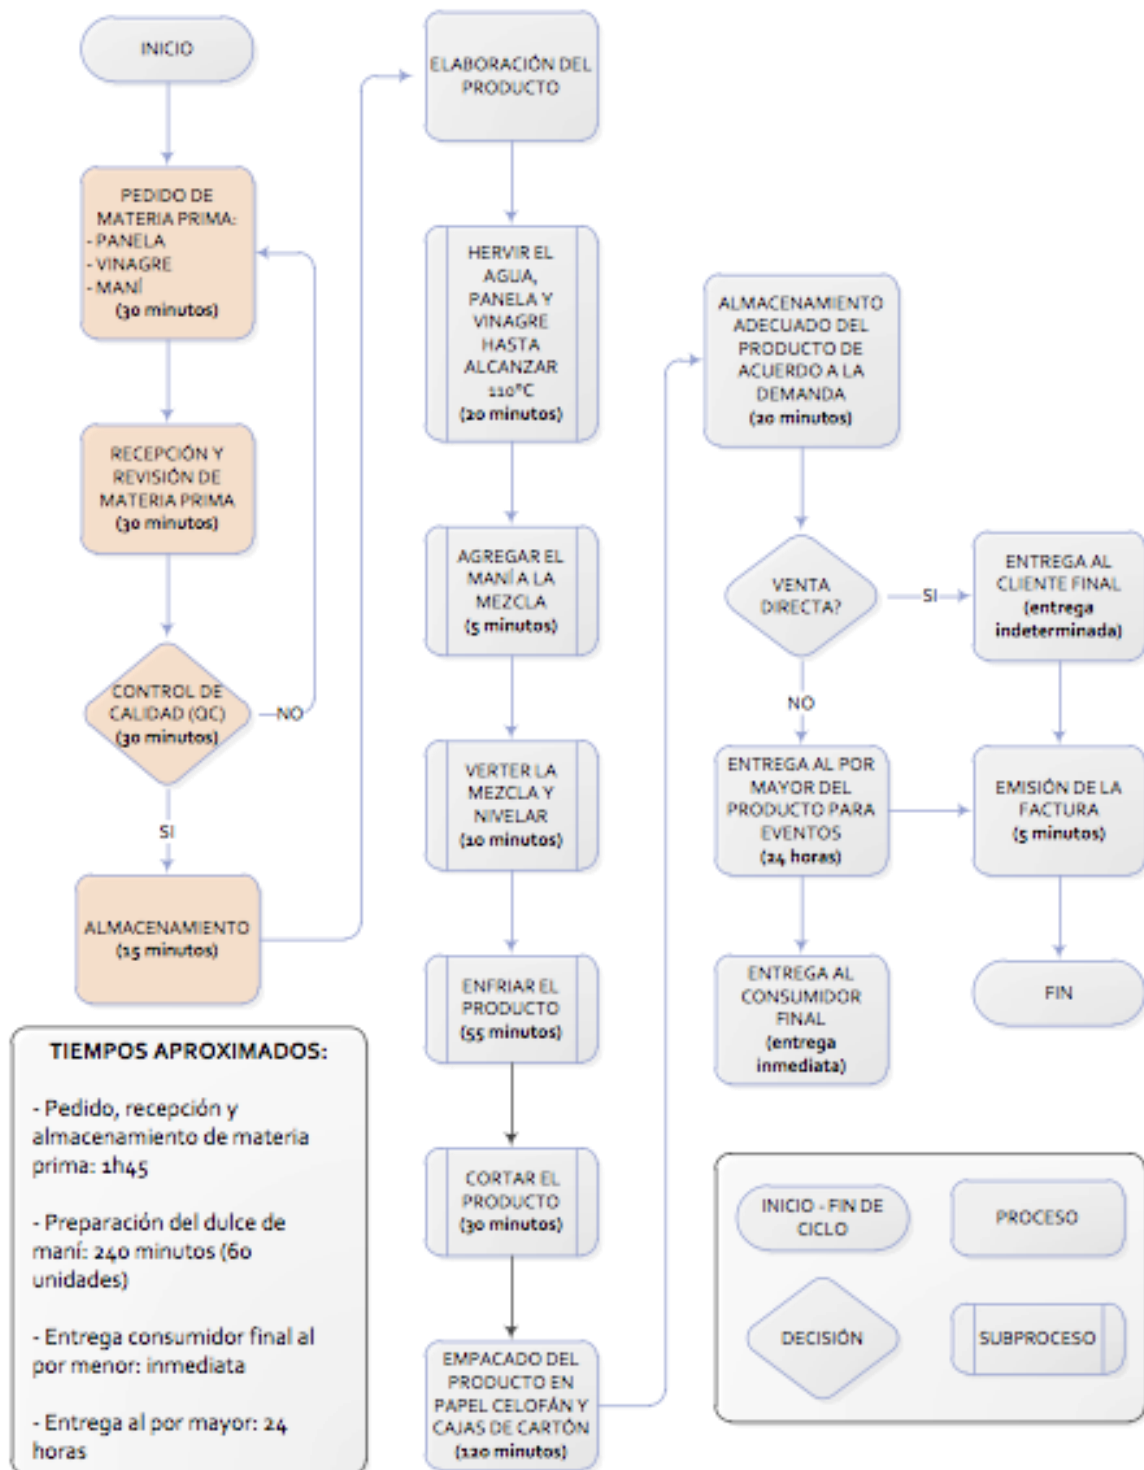 INICIO
PEDIDO DE
MATERIA PRIMA:
- PANELA
- VINAGRE
- MANÍ
(30 minutos)
RECEPCIÓN Y
REVISIÓN DE
MATERIA PRIMA
(30 minutos)
CONTROL DE
CALIDAD (QC)
(30 minutos)
NO
SI
ALMACENAMIENTO
(15 minutos)
ELABORACIÓN DEL
PRODUCTO
HERVIR EL
AGUA,
PANELA Y
VINAGRE
HASTA
ALCANZAR
110°C
(20 minutos)
AGREGAR EL
MANÍ A LA
MEZCLA
(5 minutos)
VERTER LA
MEZCLA Y
NIVELAR
(10 minutos)
ENFRIAR EL
PRODUCTO
(55 minutos)
CORTAR EL
PRODUCTO
(30 minutos)
EMPACADO DEL
PRODUCTO EN
PAPEL CELOFÁN Y
CAJAS DE CARTÓN
(120 minutos)
ALMACENAMIENTO
ADECUADO DEL
PRODUCTO DE
ACUERDO A LA
DEMANDA
(20 minutos)
VENTA
DIRECTA?
SI
NO
ENTREGA AL
CLIENTE FINAL
(entrega
indeterminada)
ENTREGA AL POR
MAYOR DEL
PRODUCTO PARA
EVENTOS
(24 horas)
EMISIÓN DE LA
FACTURA
(5 minutos)
ENTREGA AL
CONSUMIDOR
FINAL
(entrega
inmediata)
FIN
TIEMPOS APROXIMADOS:
- Pedido, recepción y
almacenamiento de materia
prima: 1h45
- Preparación del dulce de
maní: 240 minutos (60
unidades)
- Entrega consumidor final al
por menor: inmediata
- Entrega al por mayor: 24
horas
INICIO - FIN DE
CICLO
PROCESO
DECISIÓN
SUBPROCESO